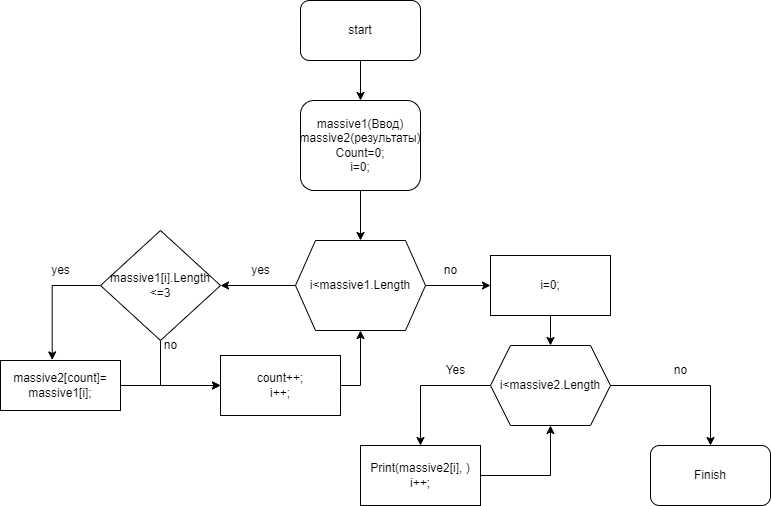 start
massive1(Ввод)
massive2(результаты)
Count=0;
i=0;
yes
massive1[i].Length
<=3
yes
i<massive1.Length
no
i=0;
no
massive2[count]=
massive1[i];
count++;
i++;
Yes
i<massive2.Length
no
Print(massive2[i], )
i++;
Finish